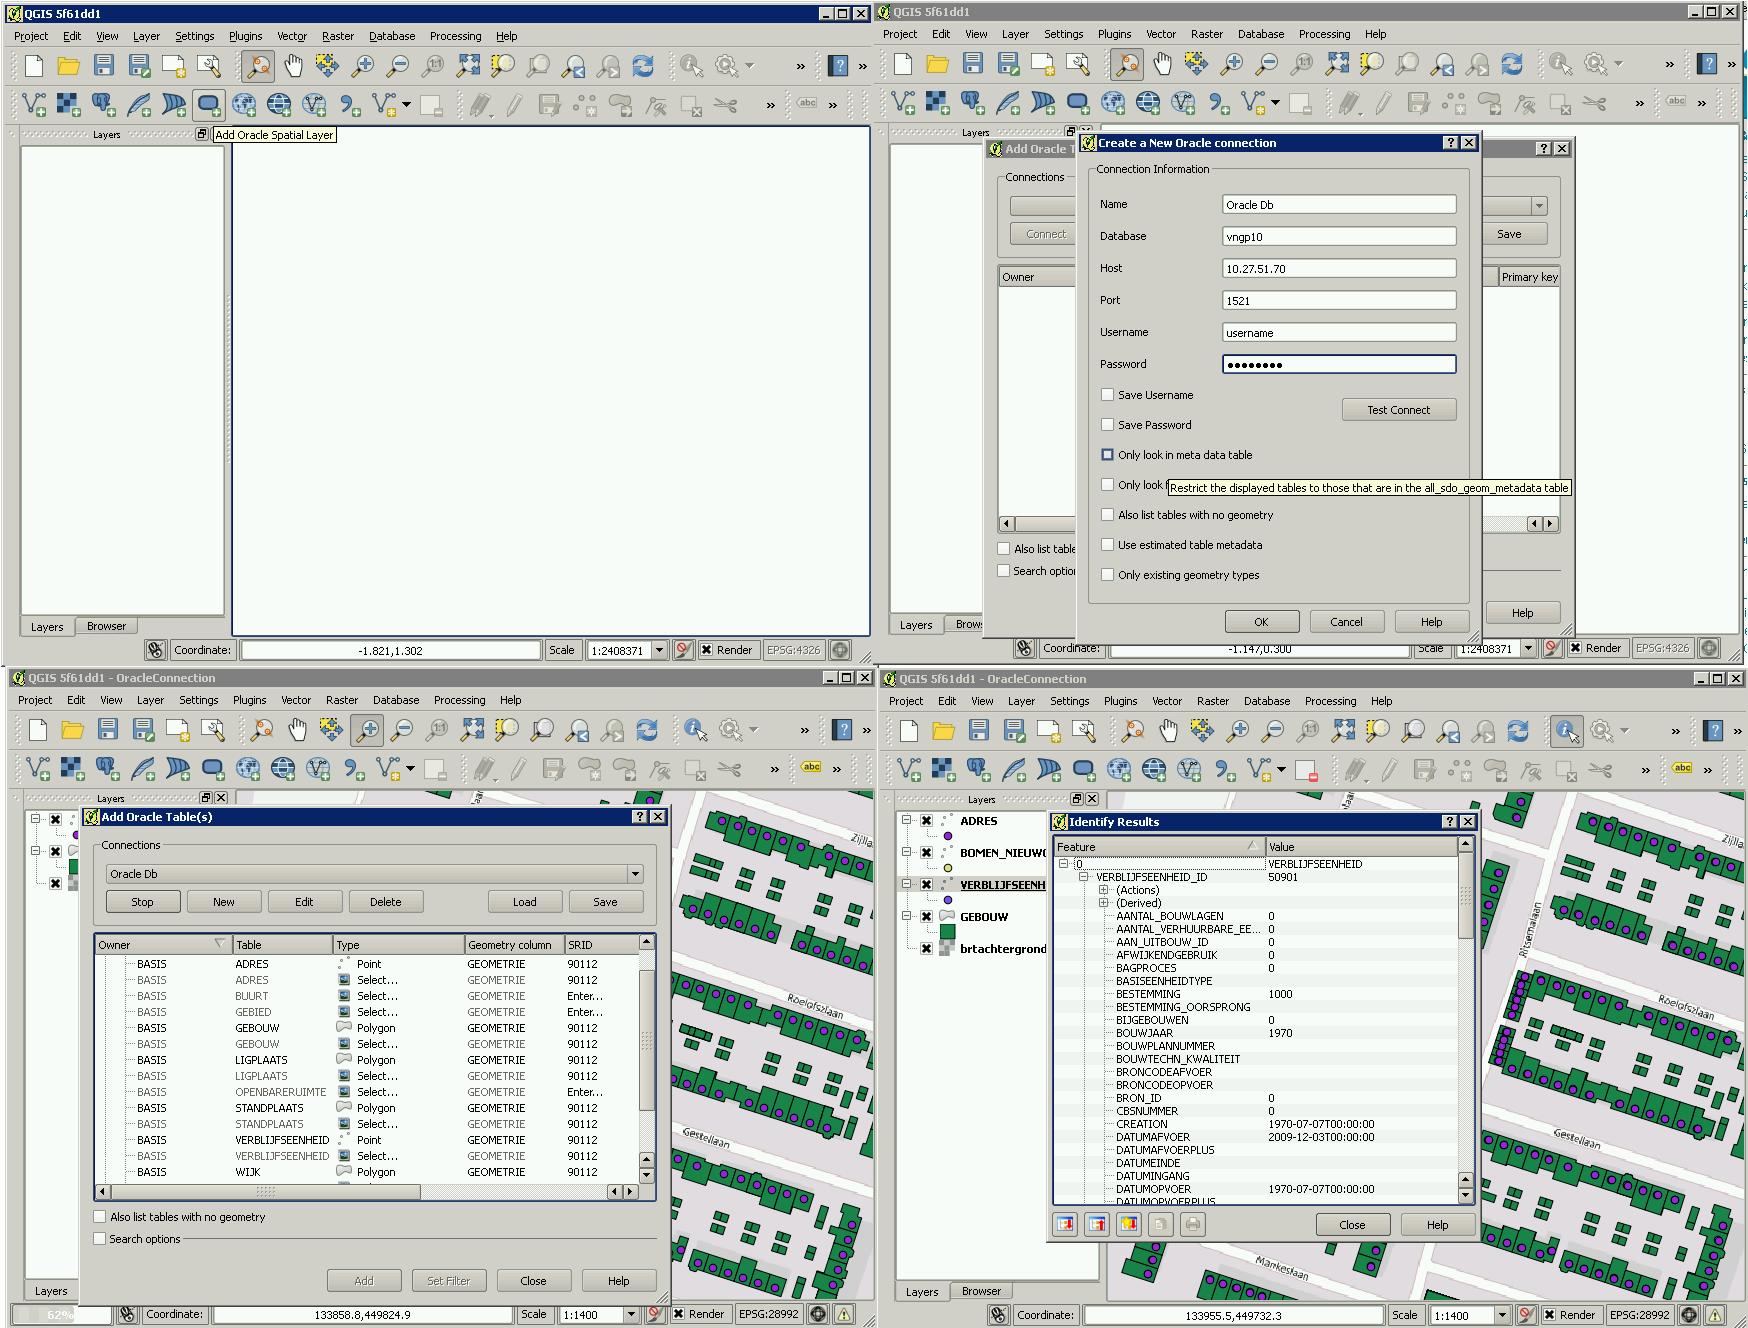 QGIS 5f61dd1
Project Edit View Layer Settings Plugins Vector Raster Database Processing Help
Layers
Add Oracle Spatial Layer
Layers Browser
Coordinate: -1.821,1.302 Scale 1:2408371 Render EPSG:4326
QGIS 5f61dd1
Project Edit View Layer Settings Plugins Vector Raster Database Processing Help
Layers
Add Oracle T
Connections
Connect
Save
Owner
Primary key
Also list table
Search option
Help
Create a New Oracle connection
Connection Information
Name Oracle Db
Database vngp10
Host 10.27.51.70
Port 1521
Username username
Password ●●●●●●●●
Save Username
Test Connect
Save Password
Only look in meta data table
Only look f
Restrict the displayed tables to those that are in the all_sdo_geom_metadata table
Also list tables with no geometry
Use estimated table metadata
Only existing geometry types
OK Cancel Help
Layers Brows
Coordinate: -1.147,0.300 Scale 1:2408371 Render EPSG:4326
QGIS 5f61dd1 - OracleConnection
Project Edit View Layer Settings Plugins Vector Raster Database Processing Help
abc
Layers
Add Oracle Table(s)
Connections
Oracle Db
Stop New Edit Delete Load Save
Owner Table Type Geometry column SRID
BASIS ADRES Point GEOMETRIE 90112
BASIS ADRES Select... GEOMETRIE 90112
BASIS BUURT Select... GEOMETRIE Enter...
BASIS GEBIED Select... GEOMETRIE Enter...
BASIS GEBOUW Polygon GEOMETRIE 90112
BASIS GEBOUW Select... GEOMETRIE 90112
BASIS LIGPLAATS Polygon GEOMETRIE 90112
BASIS LIGPLAATS Select... GEOMETRIE 90112
BASIS OPENBARERUIMTE Select... GEOMETRIE Enter...
BASIS STANDPLAATS Polygon GEOMETRIE 90112
BASIS STANDPLAATS Select... GEOMETRIE 90112
BASIS VERBLIJFSEENHEID Point GEOMETRIE 90112
BASIS VERBLIJFSEENHEID Select... GEOMETRIE 90112
BASIS WIJK Polygon GEOMETRIE 90112
Also list tables with no geometry
Search options
Add Set Filter Close Help
Roelofszlaan
Gestellaan
Layers
62% Coordinate: 133858.8,449824.9 Scale 1:1400 Render EPSG:28992
QGIS 5f61dd1 - OracleConnection
Project Edit View Layer Settings Plugins Vector Raster Database Processing Help
abc
Layers
ADRES
BOMEN_NIEUWG
VERBLIJFSEENH
GEBOUW
brtachtergrond
Identify Results
Feature Value
0 VERBLIJFSEENHEID
VERBLIJFSEENHEID_ID 50901
(Actions)
(Derived)
AANTAL_BOUWLAGEN 0
AANTAL_VERHUURBARE_EE... 0
AAN_UITBOUW_ID 0
AFWIJKENDGEBRUIK 0
BAGPROCES 0
BASISEENHEIDTYPE
BESTEMMING 1000
BESTEMMING_OORSPRONG
BIJGEBOUWEN 0
BOUWJAAR 1970
BOUWPLANNUMMER
BOUWTECHN_KWALITEIT
BRONCODEAFVOER
BRONCODEOPVOER
BRON_ID 0
CBSNUMMER 0
CREATION 1970-07-07T00:00:00
DATUMAFVOER 2009-12-03T00:00:00
DATUMAFVOERPLUS
DATUMEINDE
DATUMINGANG
DATUMOPVOER 1970-07-07T00:00:00
DATUMOPVOERPLUS
Close Help
Ritsemalaan
Roelofszlaan
Gestellaan
Mankeslaan
Layers Browser
Coordinate: 133955.5,449732.3 Scale 1:1400 Render EPSG:28992